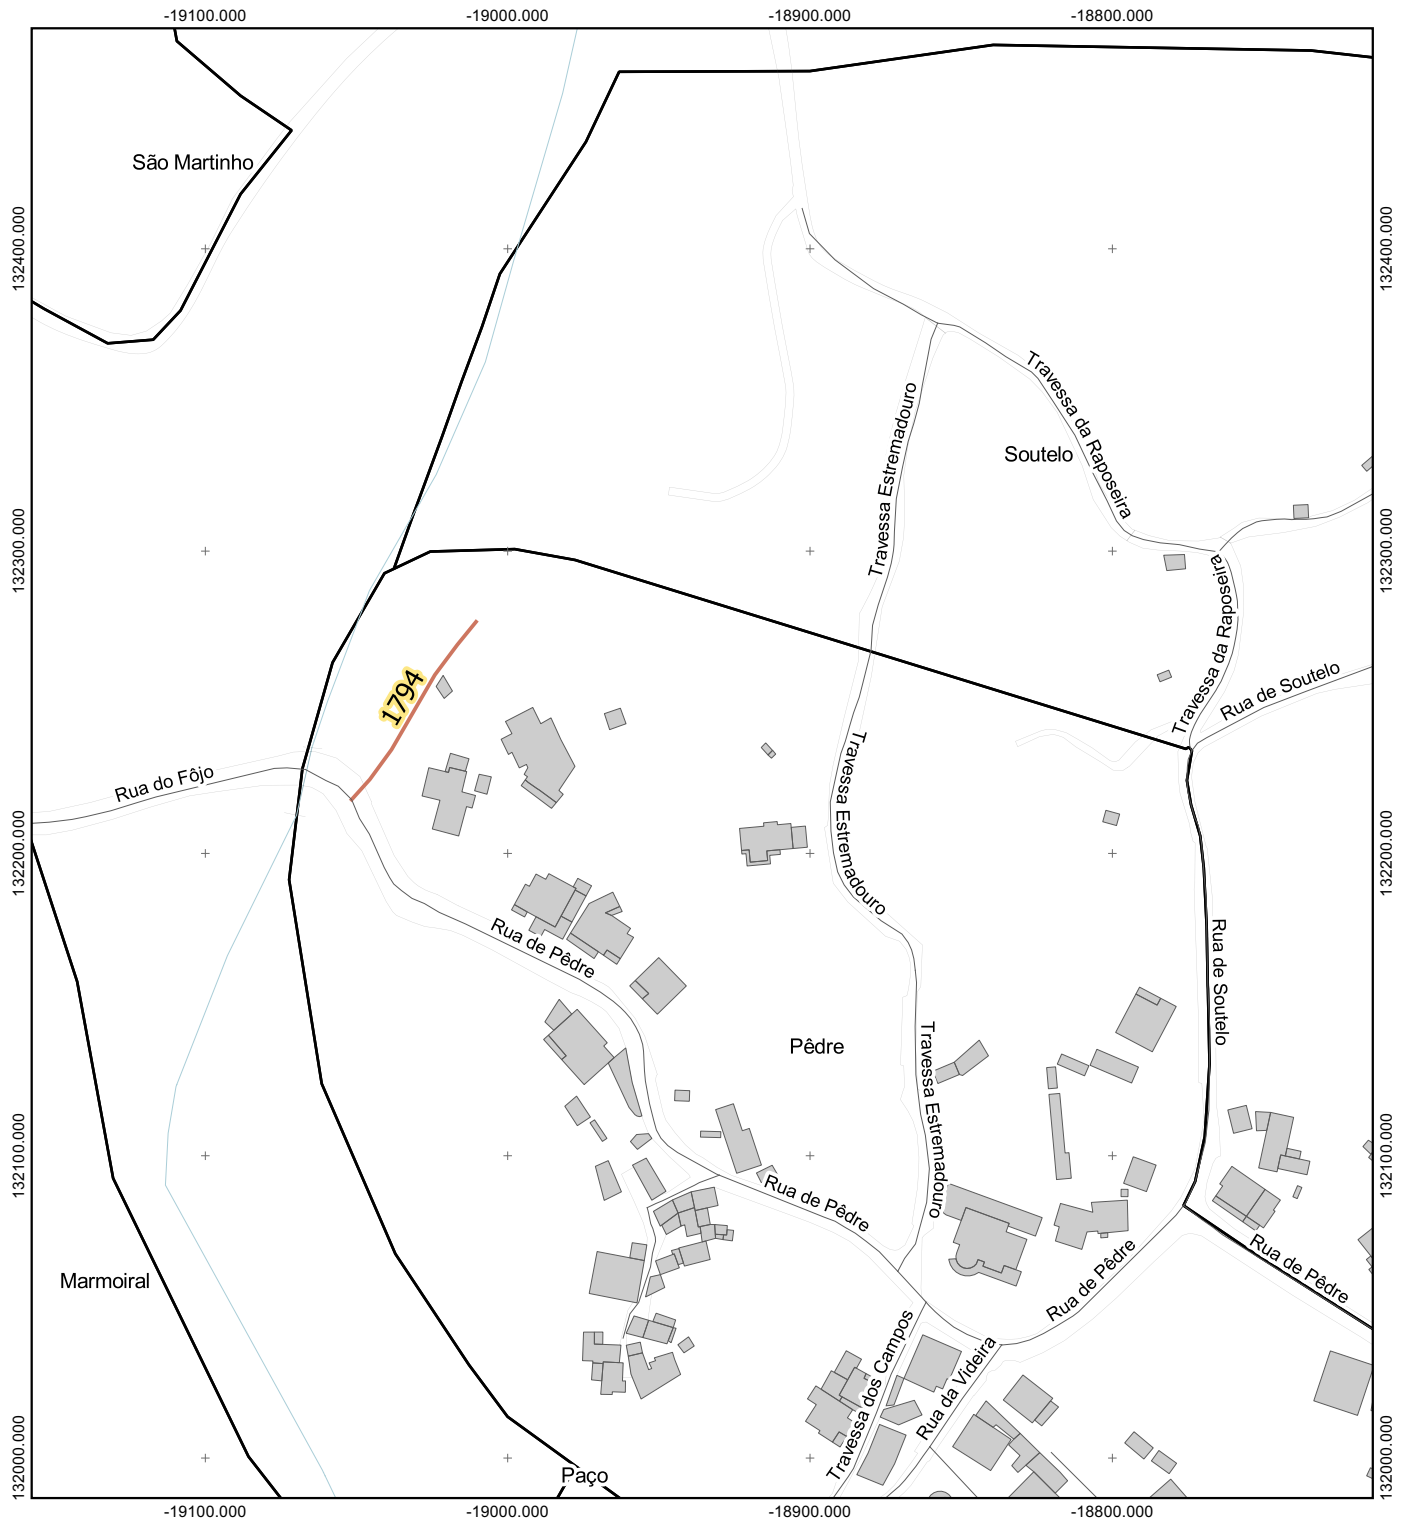 -19100.000 -19000.000 -18900.000 -18800.000
São Martinho
132400.000 132400.000
Travessa da Raposeira
Travessa Estremadouro
Soutelo
132300.000 132300.000
Travessa da Raposeira
1794
Rua de Soutelo
Rua do Fôjo
Travessa Estremadouro
132200.000 132200.000
Rua de Pêdre
Rua de Soutelo
Pêdre
Travessa Estremadouro
132100.000 132100.000
Rua de Pêdre
Rua de Pêdre
Rua de Pêdre
Marmoiral
Travessa dos Campos
Rua da Videira
132000.000 132000.000
Paço
-19100.000 -19000.000 -18900.000 -18800.000